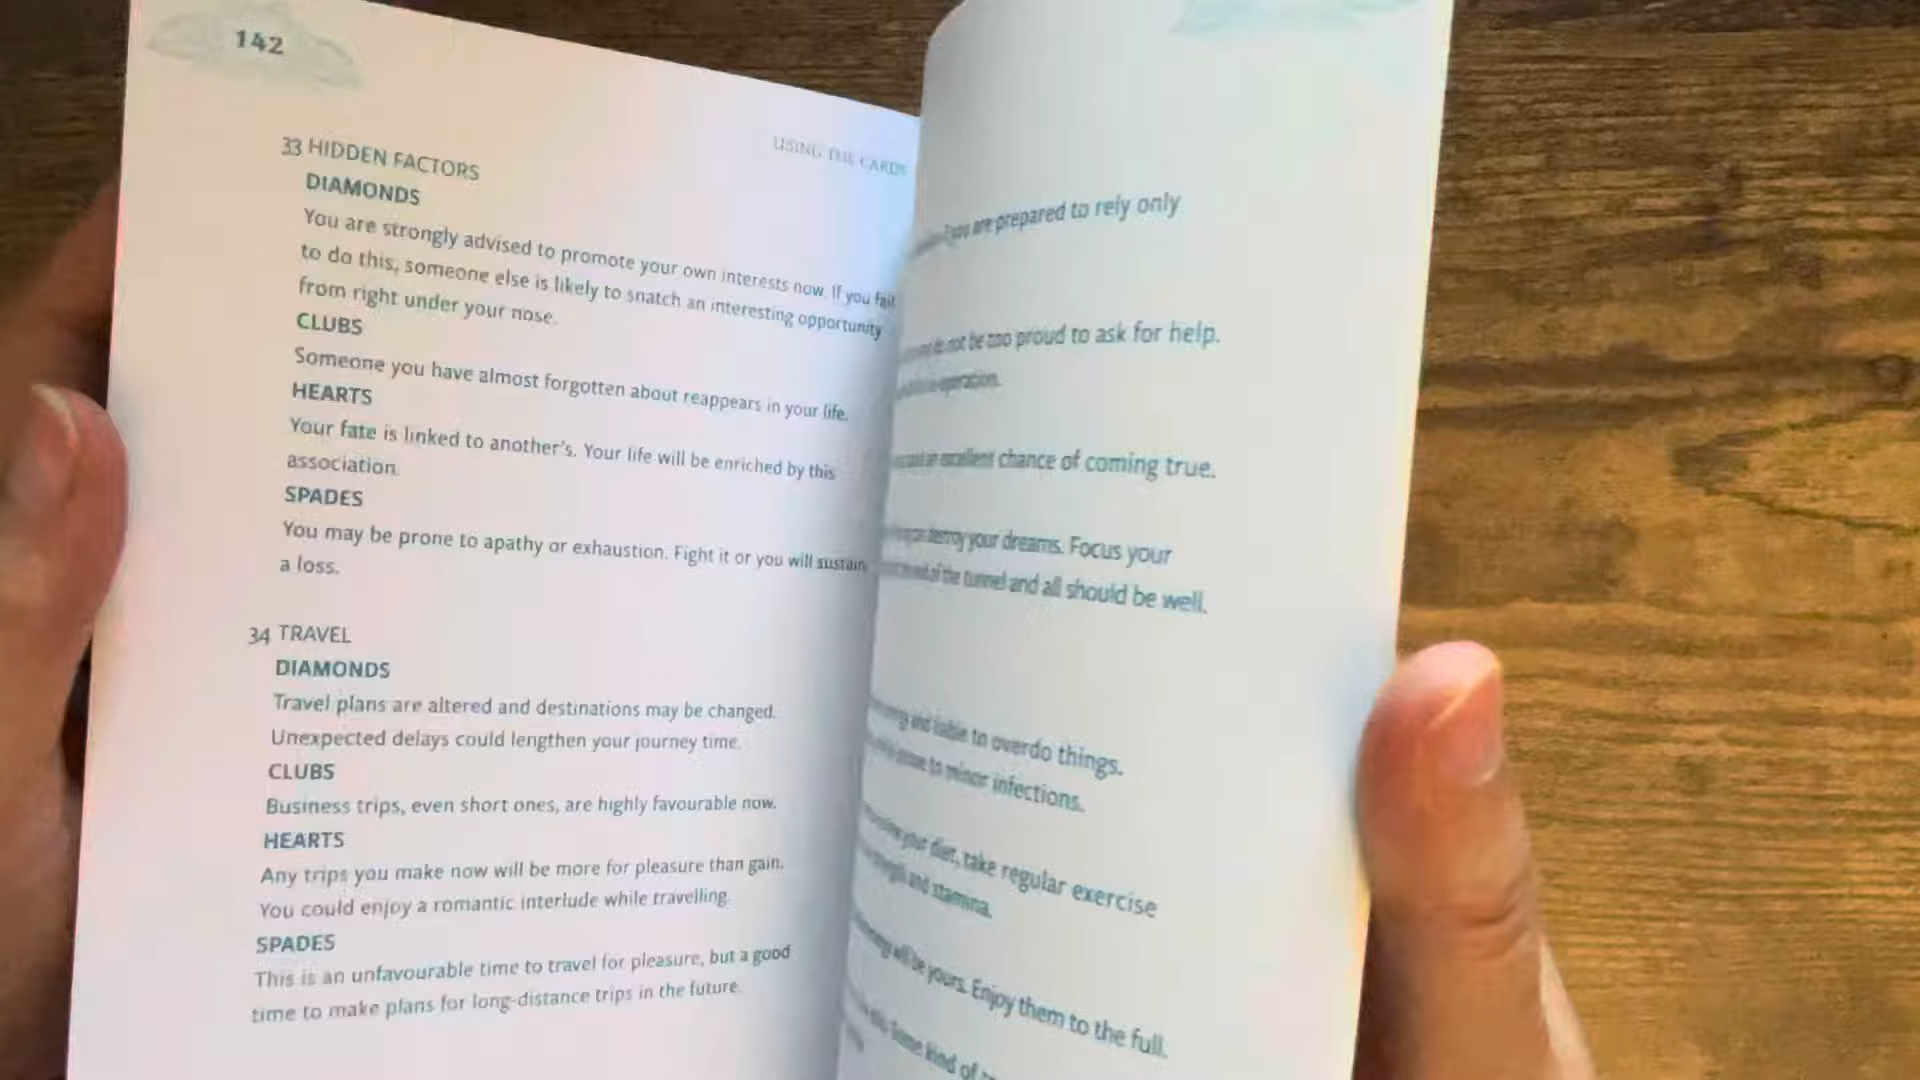 142
USING THE CARDS
33 HIDDEN FACTORS
DIAMONDS
You are strongly advised to promote your own interests now. If you fail
to do this, someone else is likely to snatch an interesting opportunity
from right under your nose.
CLUBS
Someone you have almost forgotten about reappears in your life.
HEARTS
Your fate is linked to another's. Your life will be enriched by this
association.
SPADES
You may be prone to apathy or exhaustion. Fight it or you will sustain
a loss.
34 TRAVEL
DIAMONDS
Travel plans are altered and destinations may be changed.
Unexpected delays could lengthen your journey time.
CLUBS
Business trips, even short ones, are highly favourable now.
HEARTS
Any trips you make now will be more for pleasure than gain.
You could enjoy a romantic interlude while travelling.
SPADES
This is an unfavourable time to travel for pleasure, but a good
time to make plans for long-distance trips in the future.
you are prepared to rely only
do not be too proud to ask for help.
co-operation.
excellent chance of coming true.
destroy your dreams. Focus your
of the tunnel and all should be well.
and liable to overdo things.
prone to minor infections.
your diet, take regular exercise
strength and stamina.
will be yours. Enjoy them to the full.
some kind of